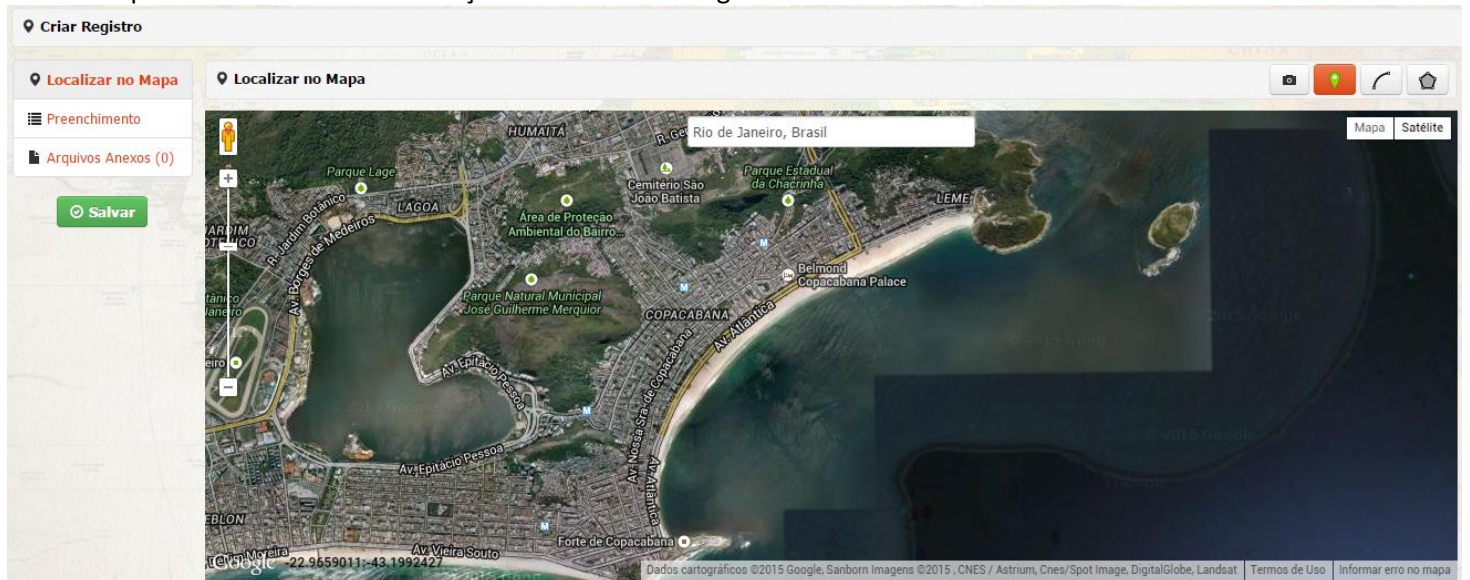 Criar Registro
Localizar no Mapa
Preenchimento
Arquivos Anexos (0)
Salvar
Localizar no Mapa
Rio de Janeiro, Brasil
Mapa
Satélite
HUMAITÁ
R. Ge
Parque Lage
Cemitério São
João Batista
Parque Estadual
da Chacrinha
LEME
LAGOA
R. Jardim Botânico
Av. Borges de Medeiros
Área de Proteção
Ambiental do Bairro...
Belmond
Copacabana Palace
Parque Natural Municipal
José Guilherme Merquior
COPACABANA
Av. Atlântica
Av. Epitácio Pessoa
Av. Nossa Sra. de Copacabana
Av. Epitácio Pessoa
Av. Atlântica
EBLON
Av. Vieira Souto
Forte de Copacabana
Google
-22.9659011;-43.1992427
Dados cartográficos ©2015 Google, Sanborn Imagens ©2015 , CNES / Astrium, Cnes/Spot Image, DigitalGlobe, Landsat
Termos de Uso
Informar erro no mapa